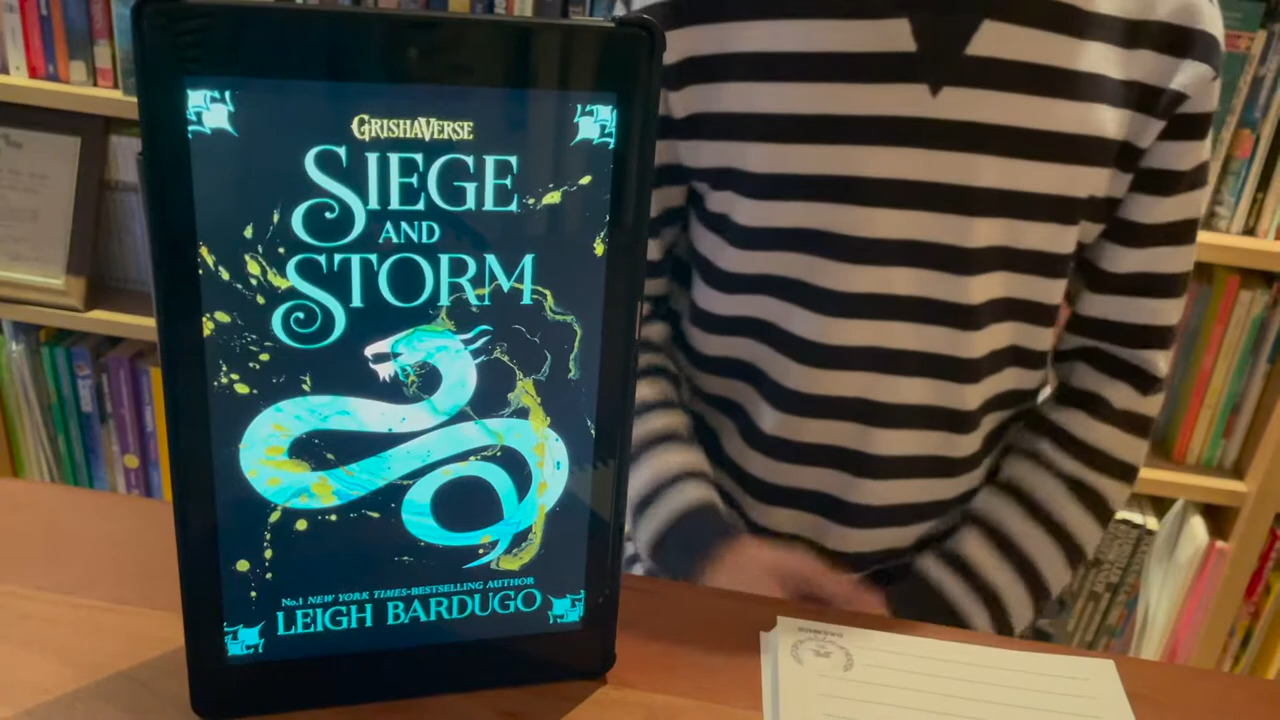 GRISHAVERSE
SIEGE
AND
STORM
No.1 NEW YORK TIMES-BESTSELLING AUTHOR
LEIGH BARDUGO